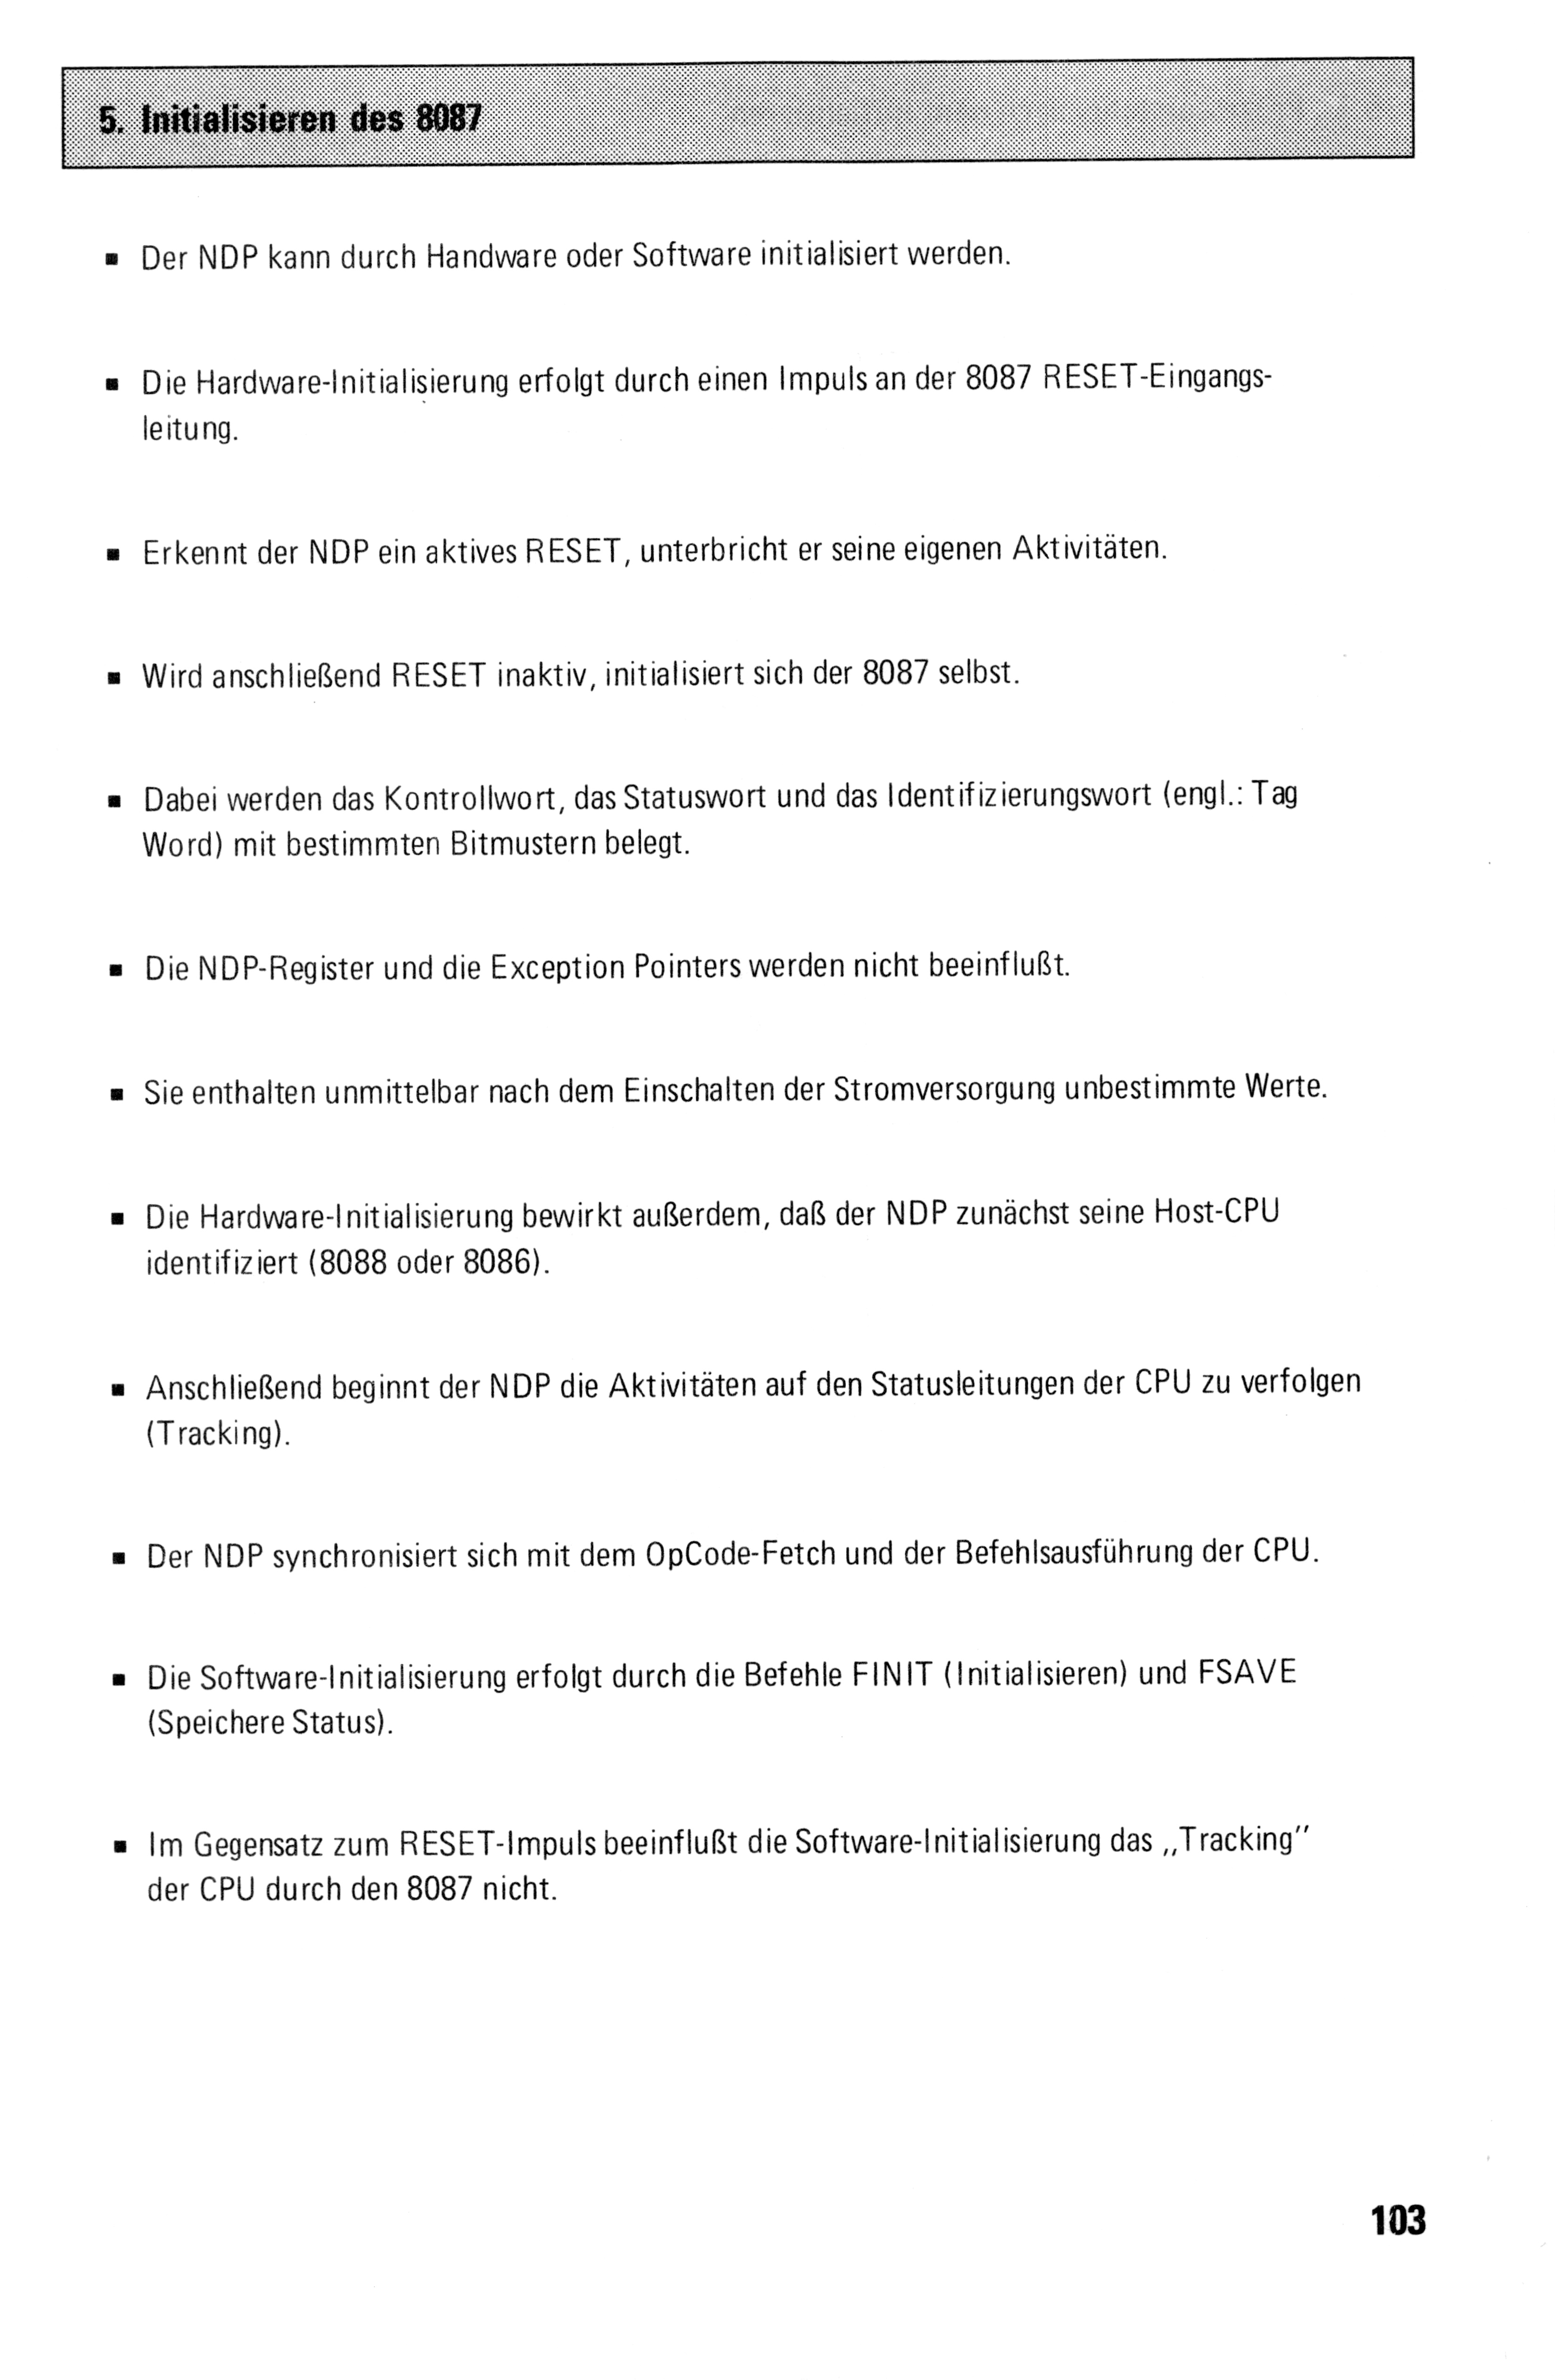 5. Initialisieren des 8087
▪ Der NDP kann durch Handware oder Software initialisiert werden.
▪ Die Hardware-Initialisierung erfolgt durch einen Impuls an der 8087 RESET-Eingangs-
leitung.
▪ Erkennt der NDP ein aktives RESET, unterbricht er seine eigenen Aktivitäten.
▪ Wird anschließend RESET inaktiv, initialisiert sich der 8087 selbst.
▪ Dabei werden das Kontrollwort, das Statuswort und das Identifizierungswort (engl.: Tag
Word) mit bestimmten Bitmustern belegt.
▪ Die NDP-Register und die Exception Pointers werden nicht beeinflußt.
▪ Sie enthalten unmittelbar nach dem Einschalten der Stromversorgung unbestimmte Werte.
▪ Die Hardware-Initialisierung bewirkt außerdem, daß der NDP zunächst seine Host-CPU
identifiziert (8088 oder 8086).
▪ Anschließend beginnt der NDP die Aktivitäten auf den Statusleitungen der CPU zu verfolgen
(Tracking).
▪ Der NDP synchronisiert sich mit dem OpCode-Fetch und der Befehlsausführung der CPU.
▪ Die Software-Initialisierung erfolgt durch die Befehle FINIT (Initialisieren) und FSAVE
(Speichere Status).
▪ Im Gegensatz zum RESET-Impuls beeinflußt die Software-Initialisierung das ,,Tracking''
der CPU durch den 8087 nicht.
103